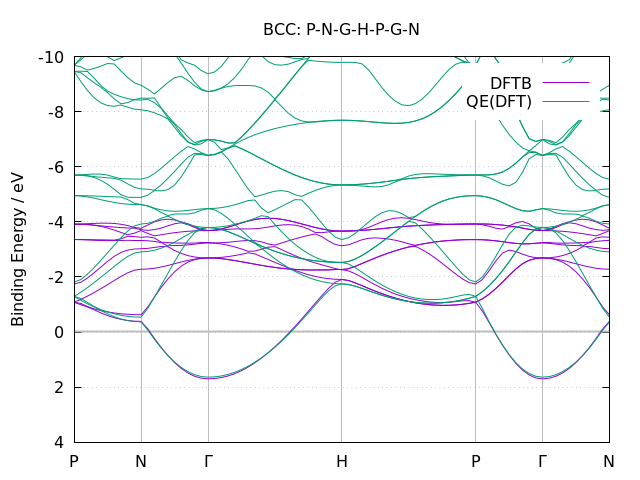 BCC: P-N-G-H-P-G-N
-10
DFTB
QE(DFT)
-8
-6
-4
-2
0
2
4
Binding Energy / eV
P N Γ H P Γ N